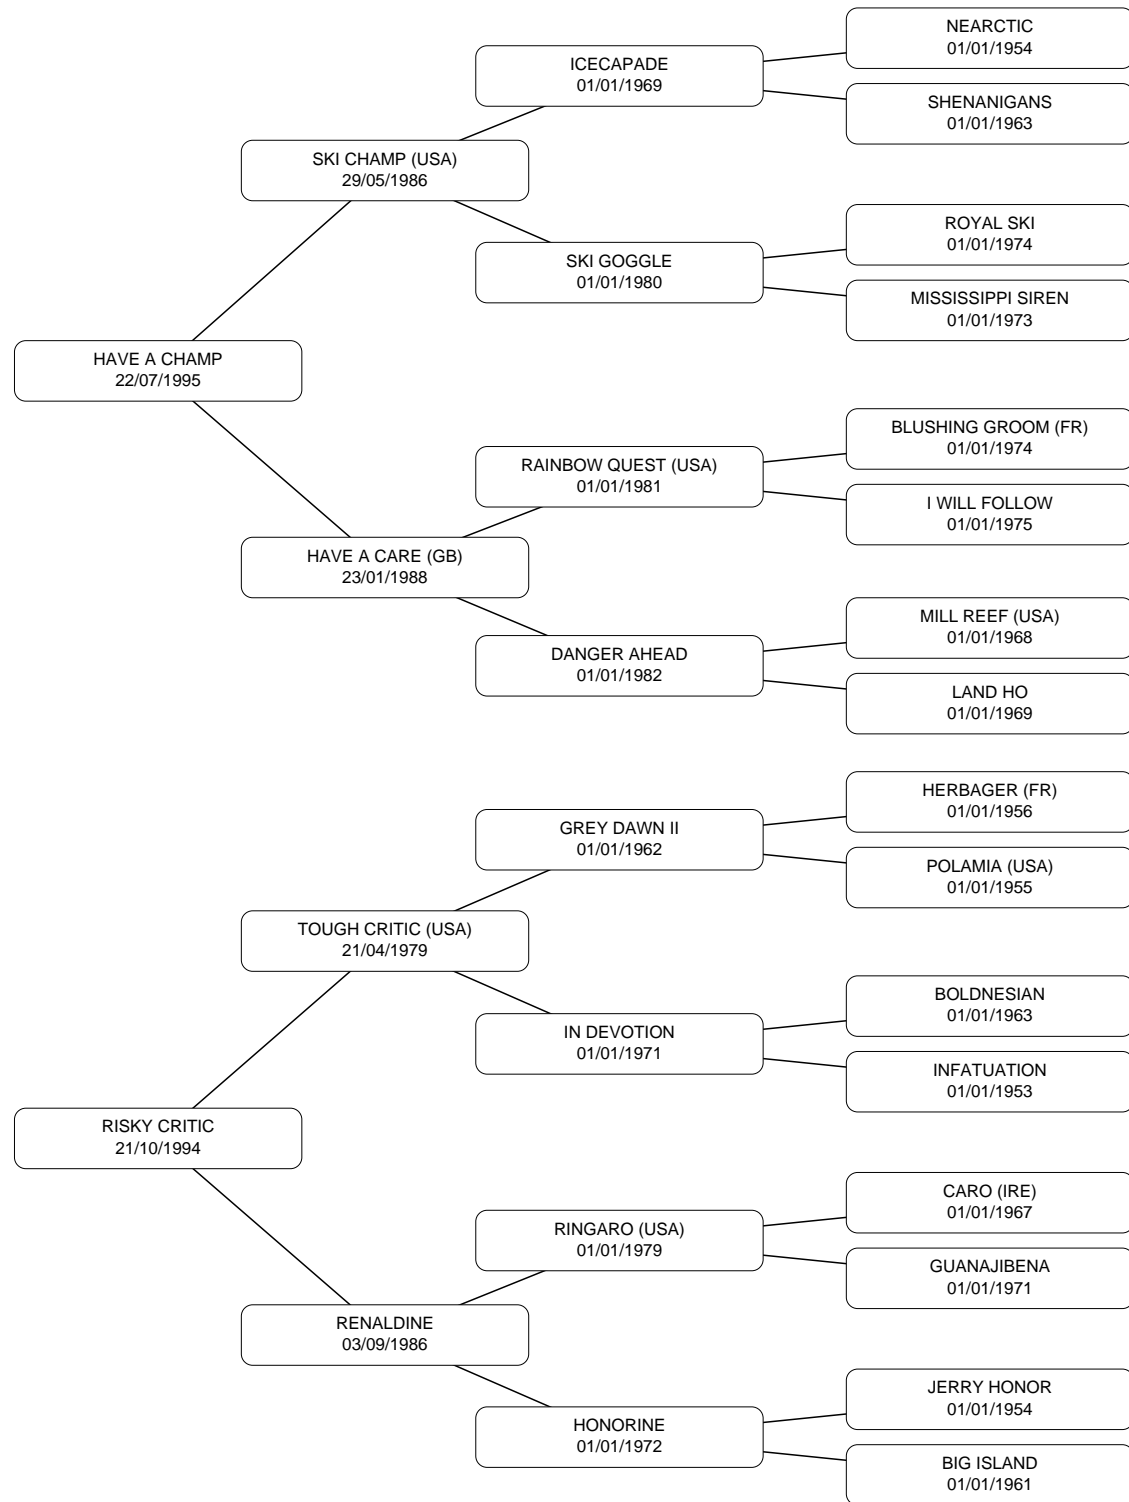 NEARCTIC
01/01/1954
ICECAPADE
01/01/1969
SHENANIGANS
01/01/1963
SKI CHAMP (USA)
29/05/1986
ROYAL SKI
01/01/1974
SKI GOGGLE
01/01/1980
MISSISSIPPI SIREN
01/01/1973
HAVE A CHAMP
22/07/1995
BLUSHING GROOM (FR)
01/01/1974
RAINBOW QUEST (USA)
01/01/1981
I WILL FOLLOW
01/01/1975
HAVE A CARE (GB)
23/01/1988
MILL REEF (USA)
01/01/1968
DANGER AHEAD
01/01/1982
LAND HO
01/01/1969
HERBAGER (FR)
01/01/1956
GREY DAWN II
01/01/1962
POLAMIA (USA)
01/01/1955
TOUGH CRITIC (USA)
21/04/1979
BOLDNESIAN
01/01/1963
IN DEVOTION
01/01/1971
INFATUATION
01/01/1953
RISKY CRITIC
21/10/1994
CARO (IRE)
01/01/1967
RINGARO (USA)
01/01/1979
GUANAJIBENA
01/01/1971
RENALDINE
03/09/1986
JERRY HONOR
01/01/1954
HONORINE
01/01/1972
BIG ISLAND
01/01/1961